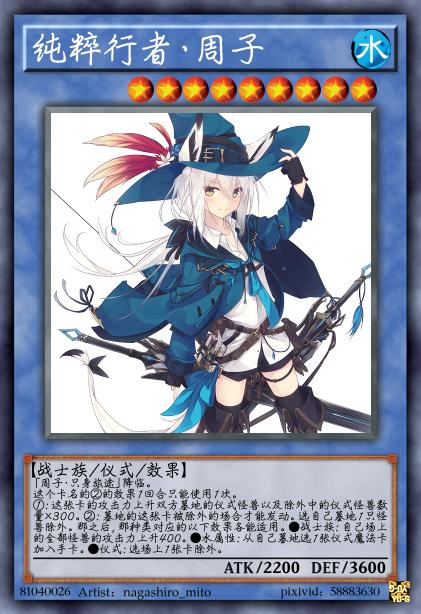 纯粹行者·周子
水
【战士族/仪式/效果】
「周子·只身旅途」降临。
这个卡名的②的效果1回合只能使用1次。
①：这张卡的攻击力上升双方墓地的仪式怪兽以及除外中的仪式怪兽数
量×300。②：墓地的这张卡被除外的场合才能发动。选自己墓地1只怪
兽除外。那之后，那种类对应的以下效果各能适用。●战士族：自己场上
的全部怪兽的攻击力上升400。●水属性：从自己墓地选1张仪式魔法卡
加入手卡。●仪式：选场上1张卡除外。
ATK/2200 DEF/3600
81040026 Artist: nagashiro_mito pixivid: 58883630